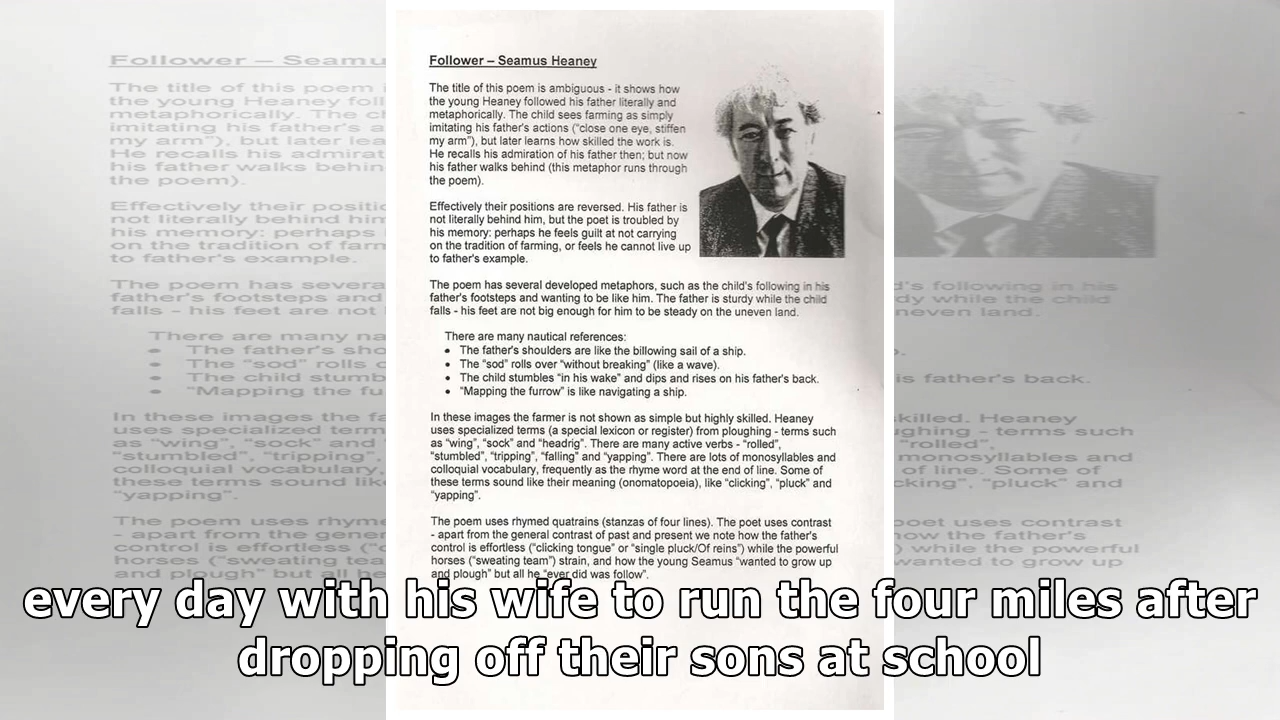 Follower – Seamus Heaney
The title of this poem is ambiguous - it shows how
the young Heaney followed his father literally and
metaphorically. The child sees farming as simply
imitating his father's actions ("close one eye, stiffen
my arm"), but later learns how skilled the work is.
He recalls his admiration of his father then; but now
his father walks behind (this metaphor runs through
the poem).
Effectively their positions are reversed. His father is
not literally behind him, but the poet is troubled by
his memory: perhaps he feels guilt at not carrying
on the tradition of farming, or feels he cannot live up
to father's example.
The poem has several developed metaphors, such as the child's following in his
father's footsteps and wanting to be like him. The father is sturdy while the child
falls - his feet are not big enough for him to be steady on the uneven land.
There are many nautical references:
• The father's shoulders are like the billowing sail of a ship.
• The "sod" rolls over "without breaking" (like a wave).
• The child stumbles "in his wake" and dips and rises on his father's back.
• "Mapping the furrow" is like navigating a ship.
In these images the farmer is not shown as simple but highly skilled. Heaney
uses specialized terms (a special lexicon or register) from ploughing - terms such
as "wing", "sock" and "headrig". There are many active verbs - "rolled",
"stumbled", "tripping", "falling" and "yapping". There are lots of monosyllables and
colloquial vocabulary, frequently as the rhyme word at the end of line. Some of
these terms sound like their meaning (onomatopoeia), like "clicking", "pluck" and
"yapping".
The poem uses rhymed quatrains (stanzas of four lines). The poet uses contrast
- apart from the general contrast of past and present we note how the father's
control is effortless ("clicking tongue" or "single pluck/Of reins") while the powerful
horses ("sweating team") strain, and how the young Seamus "wanted to grow up
and plough" but all he "ever did was follow".
every day with his wife to run the four miles after
dropping off their sons at school